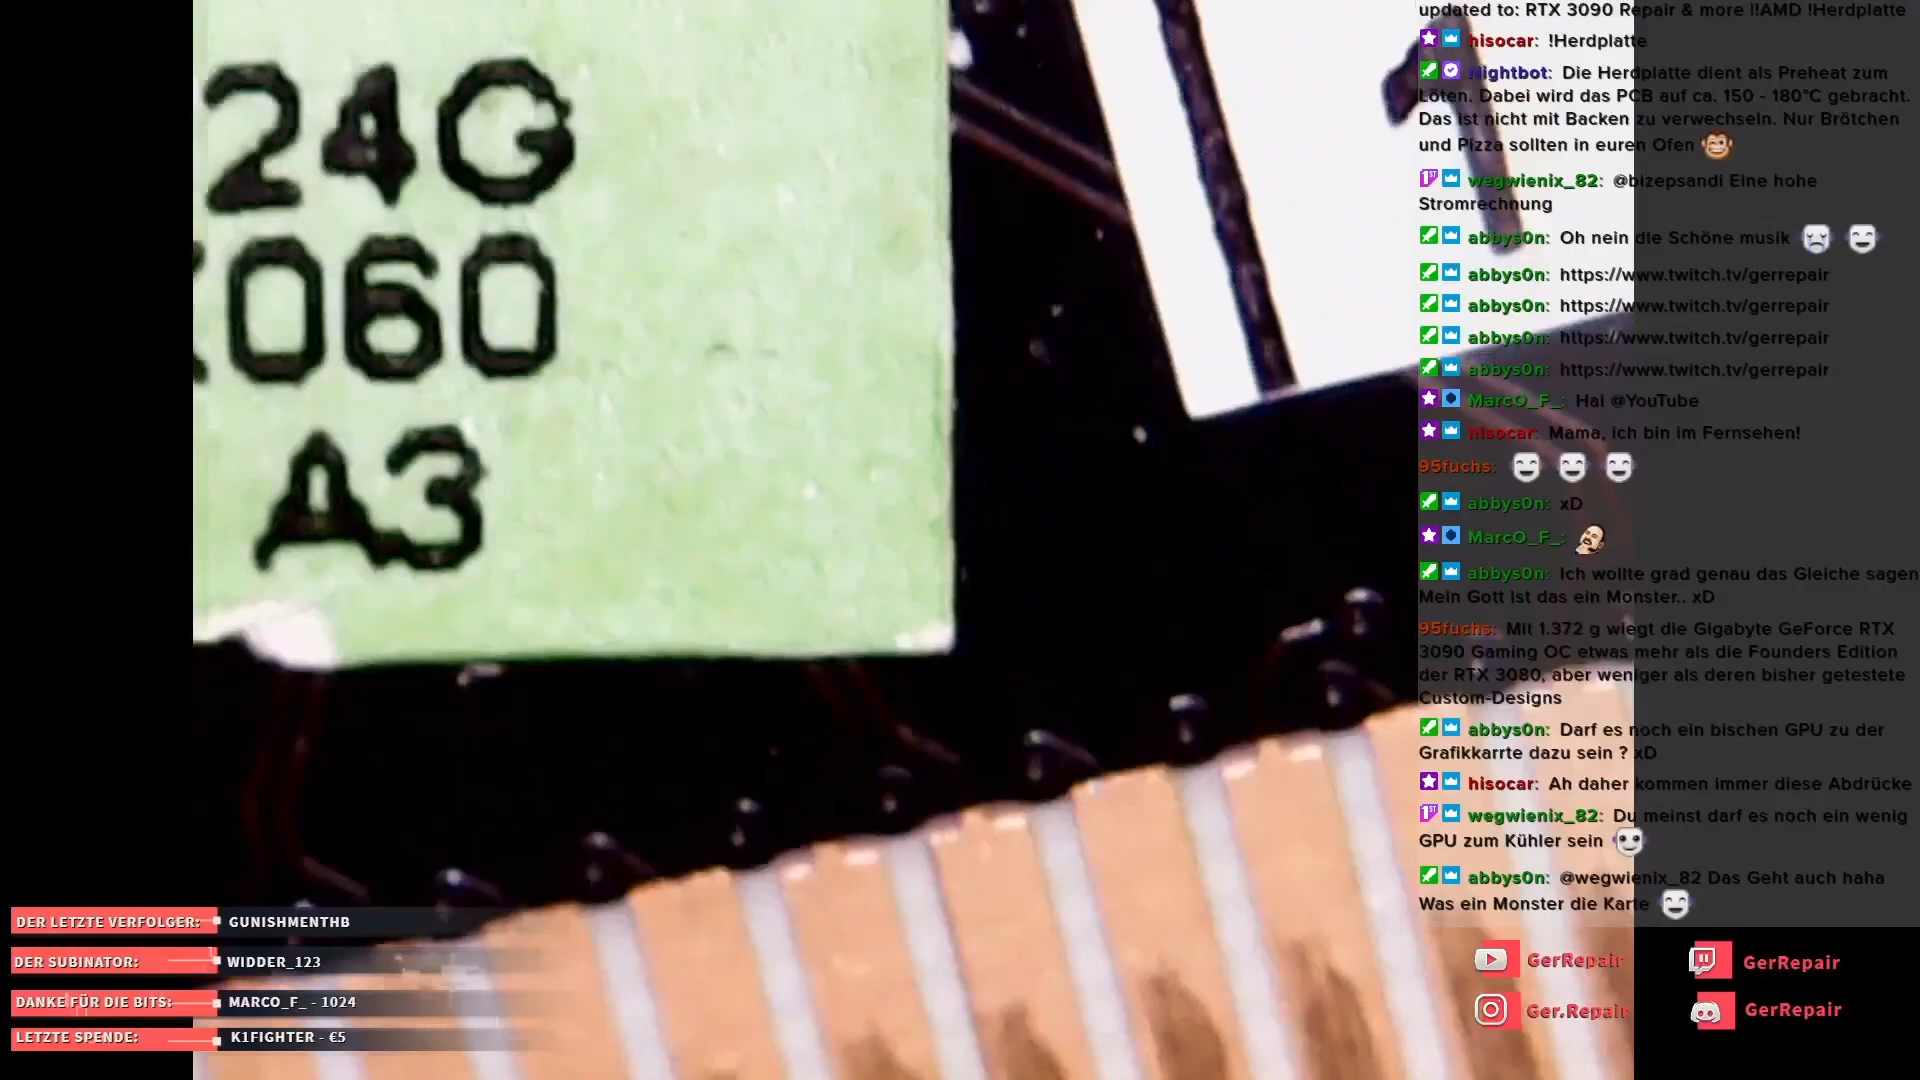 24G
060
A3
updated to: RTX 3090 Repair & more !!AMD !Herdplatte
hisocar: !Herdplatte
Nightbot: Die Herdplatte dient als Preheat zum
Löten. Dabei wird das PCB auf ca. 150 - 180°C gebracht.
Das ist nicht mit Backen zu verwechseln. Nur Brötchen
und Pizza sollten in euren Ofen
wegwienix_82: @bizepsandi Eine hohe
Stromrechnung
abbys0n: Oh nein die Schöne musik
abbys0n: https://www.twitch.tv/gerrepair
abbys0n: https://www.twitch.tv/gerrepair
abbys0n: https://www.twitch.tv/gerrepair
abbys0n: https://www.twitch.tv/gerrepair
MarcO_F_: Hai @YouTube
hisocar: Mama, ich bin im Fernsehen!
95fuchs:
abbys0n: xD
MarcO_F_:
abbys0n: Ich wollte grad genau das Gleiche sagen
Mein Gott ist das ein Monster.. xD
95fuchs: Mit 1.372 g wiegt die Gigabyte GeForce RTX
3090 Gaming OC etwas mehr als die Founders Edition
der RTX 3080, aber weniger als deren bisher getestete
Custom-Designs
abbys0n: Darf es noch ein bischen GPU zu der
Grafikkarrte dazu sein ? xD
hisocar: Ah daher kommen immer diese Abdrücke
wegwienix_82: Du meinst darf es noch ein wenig
GPU zum Kühler sein
abbys0n: @wegwienix_82 Das Geht auch haha
Was ein Monster die Karte
DER LETZTE VERFOLGER: GUNISHMENTHB
DER SUBINATOR: WIDDER_123
DANKE FÜR DIE BITS: MARCO_F_ - 1024
LETZTE SPENDE: K1FIGHTER - €5
GerRepair
GerRepair
Ger.Repair
GerRepair